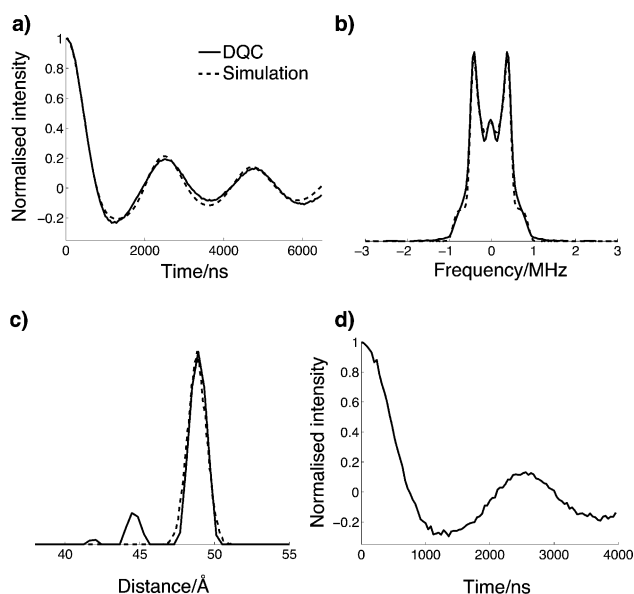 a)
DQC
Simulation
1
0.8
0.6
0.4
0.2
0
−0.2
0 2000 4000 6000
Normalised intensity
Time/ns
b)
−3 −2 −1 0 1 2 3
Frequency/MHz
c)
40 45 50 55
Distance/Å
d)
1
0.8
0.6
0.4
0.2
0
−0.2
0 1000 2000 3000 4000
Normalised intensity
Time/ns